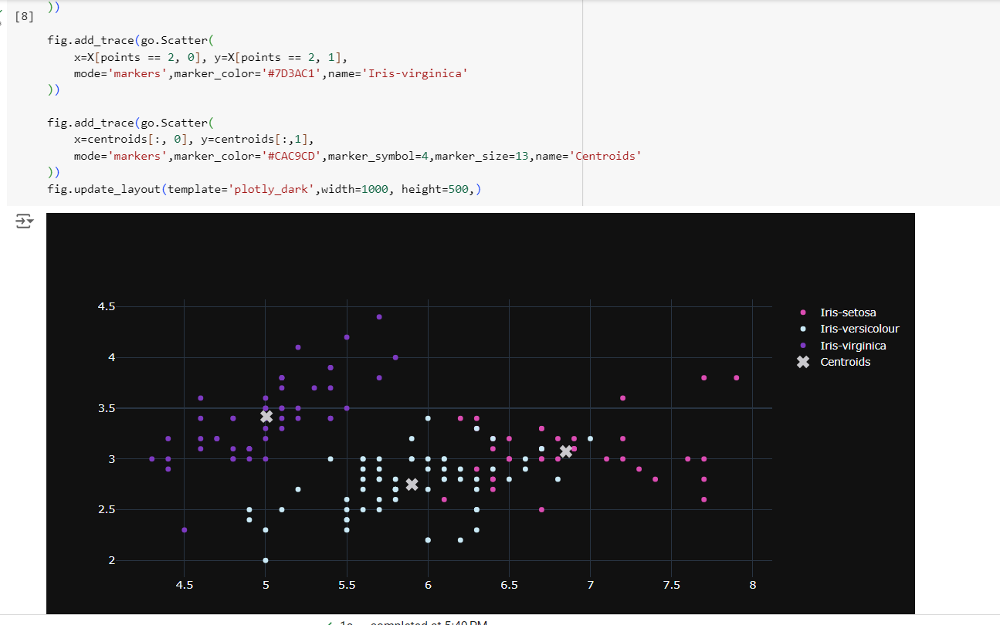 ))
[8]
fig.add_trace(go.Scatter(
x=X[points == 2, 0], y=X[points == 2, 1],
mode='markers',marker_color='#7D3AC1',name='Iris-virginica'
))
fig.add_trace(go.Scatter(
x=centroids[:, 0], y=centroids[:,1],
mode='markers',marker_color='#CAC9CD',marker_symbol=4,marker_size=13,name='Centroids'
))
fig.update_layout(template='plotly_dark',width=1000, height=500,)
4.5
4
3.5
3
2.5
2
4.5 5 5.5 6 6.5 7 7.5 8
Iris-setosa
Iris-versicolour
Iris-virginica
Centroids
completed at 5:49 PM